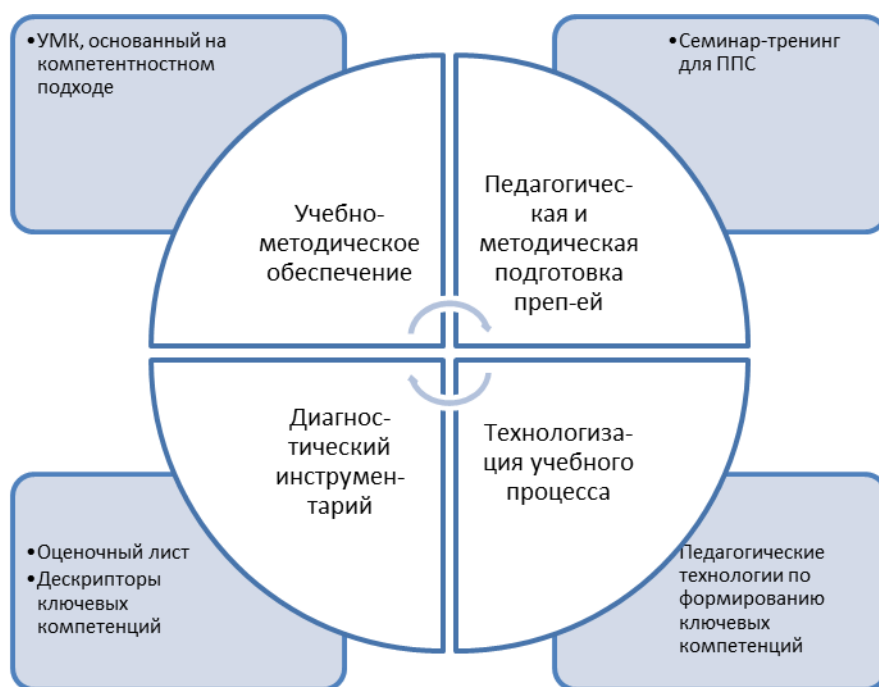 •УМК, основанный на
компетентностном
подходе
•Семинар-тренинг
для ППС
Учебно-
методическое
обеспечение
Педагогичес-
кая и
методическая
подготовка
преп-ей
Диагнос-
тический
инструмен-
тарий
Технологиза-
ция учебного
процесса
•Оценочный лист
•Дескрипторы
ключевых
компетенций
Педагогические
технологии по
формированию
ключевых
компетенций